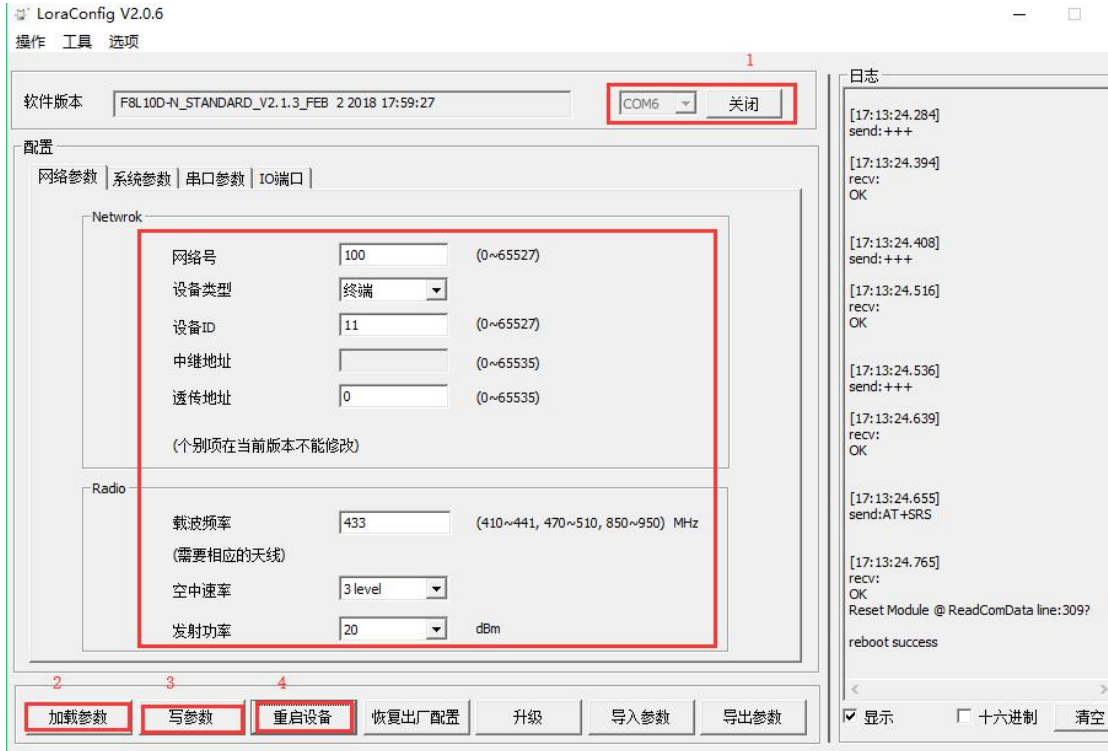 LoraConfig V2.0.6
操作 工具 选项
1
软件版本 F8L10D-N_STANDARD_V2.1.3_FEB 2 2018 17:59:27 COM6 关闭
配置
网络参数 系统参数 串口参数 IO端口
Netwrok
网络号 100 (0~65527)
设备类型 终端
设备ID 11 (0~65527)
中继地址 (0~65535)
透传地址 0 (0~65535)
(个别项在当前版本不能修改)
Radio
载波频率 433 (410~441, 470~510, 850~950) MHz
(需要相应的天线)
空中速率 3 level
发射功率 20 dBm
2 3 4
加载参数 写参数 重启设备 恢复出厂配置 升级 导入参数 导出参数
日志
[17:13:24.284]
send:+++
[17:13:24.394]
recv:
OK
[17:13:24.408]
send:+++
[17:13:24.516]
recv:
OK
[17:13:24.536]
send:+++
[17:13:24.639]
recv:
OK
[17:13:24.655]
send:AT+SRS
[17:13:24.765]
recv:
OK
Reset Module @ ReadComData line:309?
reboot success
显示 十六进制 清空